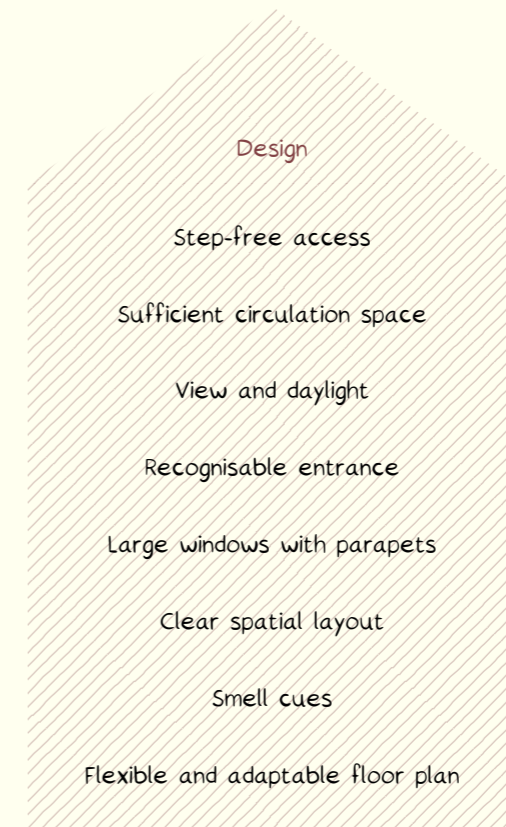 Design
Step-free access
Sufficient circulation space
View and daylight
Recognisable entrance
Large windows with parapets
Clear spatial layout
Smell cues
Flexible and adaptable floor plan